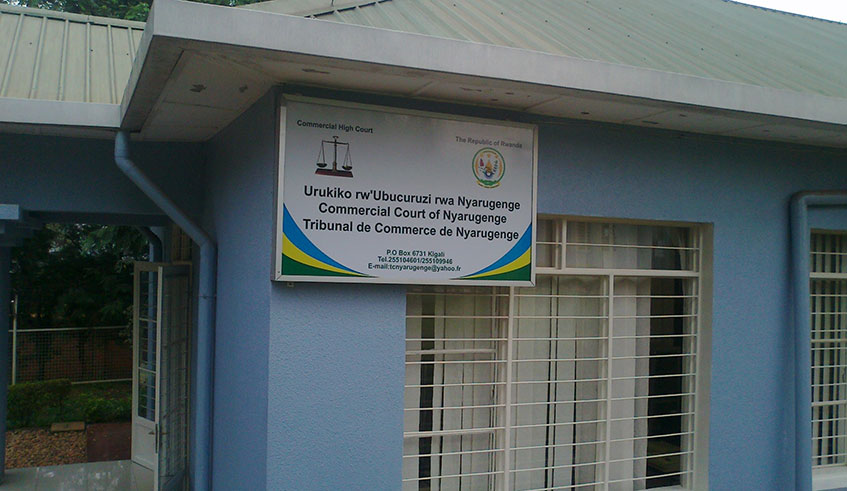 Commercial High Court
The Republic of Rwanda
Urukiko rw'Ubucuruzi rwa Nyarugenge
Commercial Court of Nyarugenge
Tribunal de Commerce de Nyarugenge
P.O Box 6731 Kigali
Tel.255104601/255109946
E-mail:tcnyarugenge@yahoo.fr